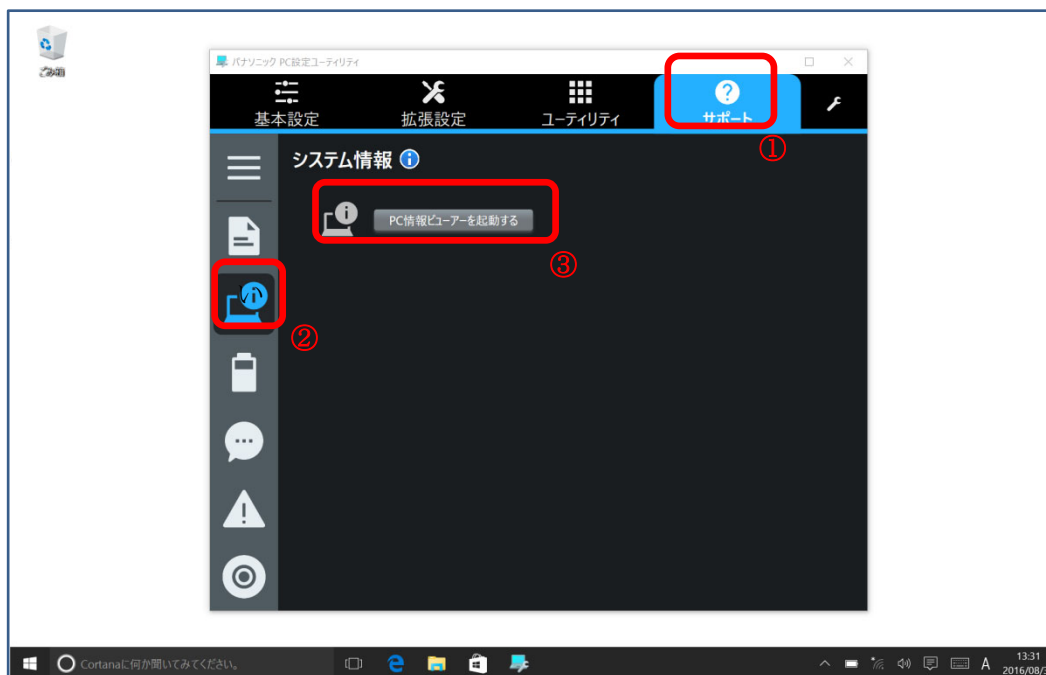 ごみ箱
パナソニック PC設定ユーティリティ
基本設定
拡張設定
ユーティリティ
サポート
①
システム情報
PC情報ビューアーを起動する
③
②
Cortanaに何か聞いてみてください。
A
13:31
2016/08/3